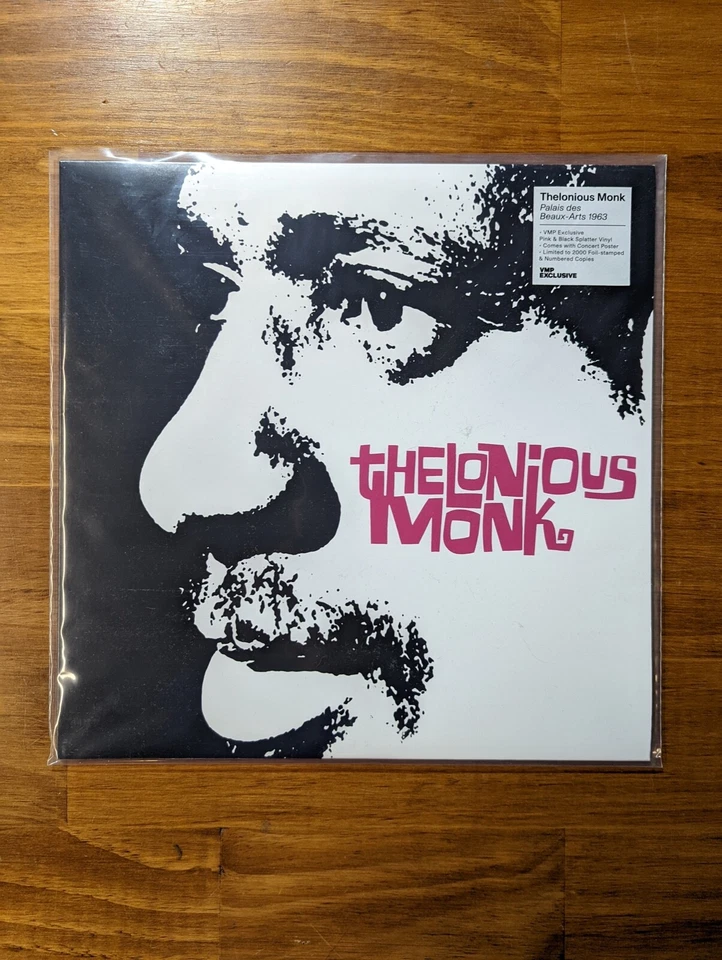 Thelonious Monk
Palais des
Beaux-Arts 1963
- VMP Exclusive
Pink & Black Splatter Vinyl
- Comes with Concert Poster
- Limited to 2000 Foil-stamped
& Numbered Copies
VMP
EXCLUSIVE
tHELONiOUS
MONK